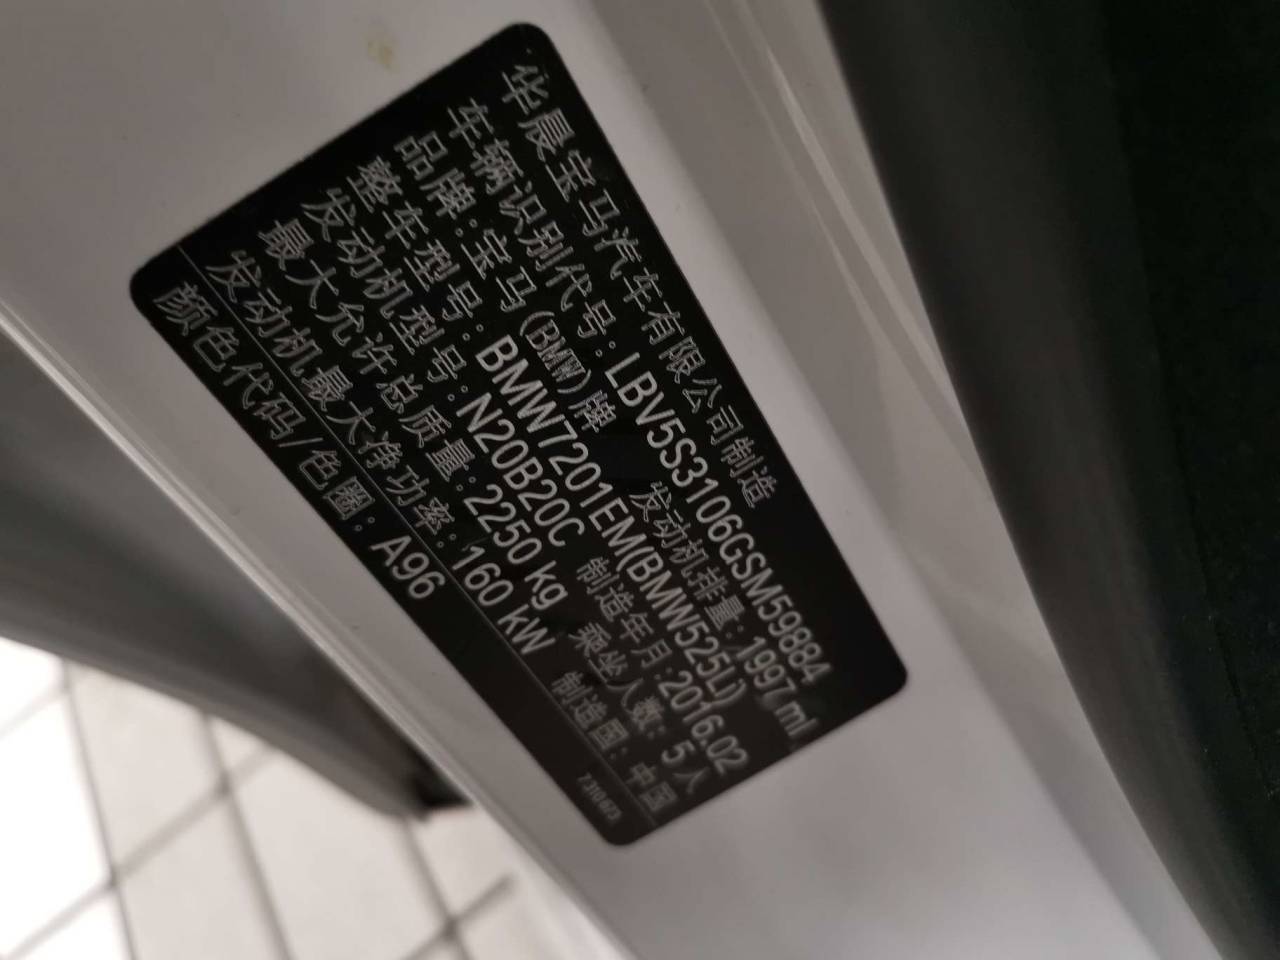 华晨宝马汽车有限公司制造
车辆识别代号: LBV5S3106GSM59884
品牌: 宝马(BMW)牌 发动机排量: 1997 ml
整车型号: BMW7201EM(BMW525Li)
发动机型号: N20B20C 制造年月: 2016.02
最大允许总质量: 2250 kg 乘坐人数: 5 人
发动机最大净功率: 160 kW 制造国: 中国
颜色代码/色圈: A96